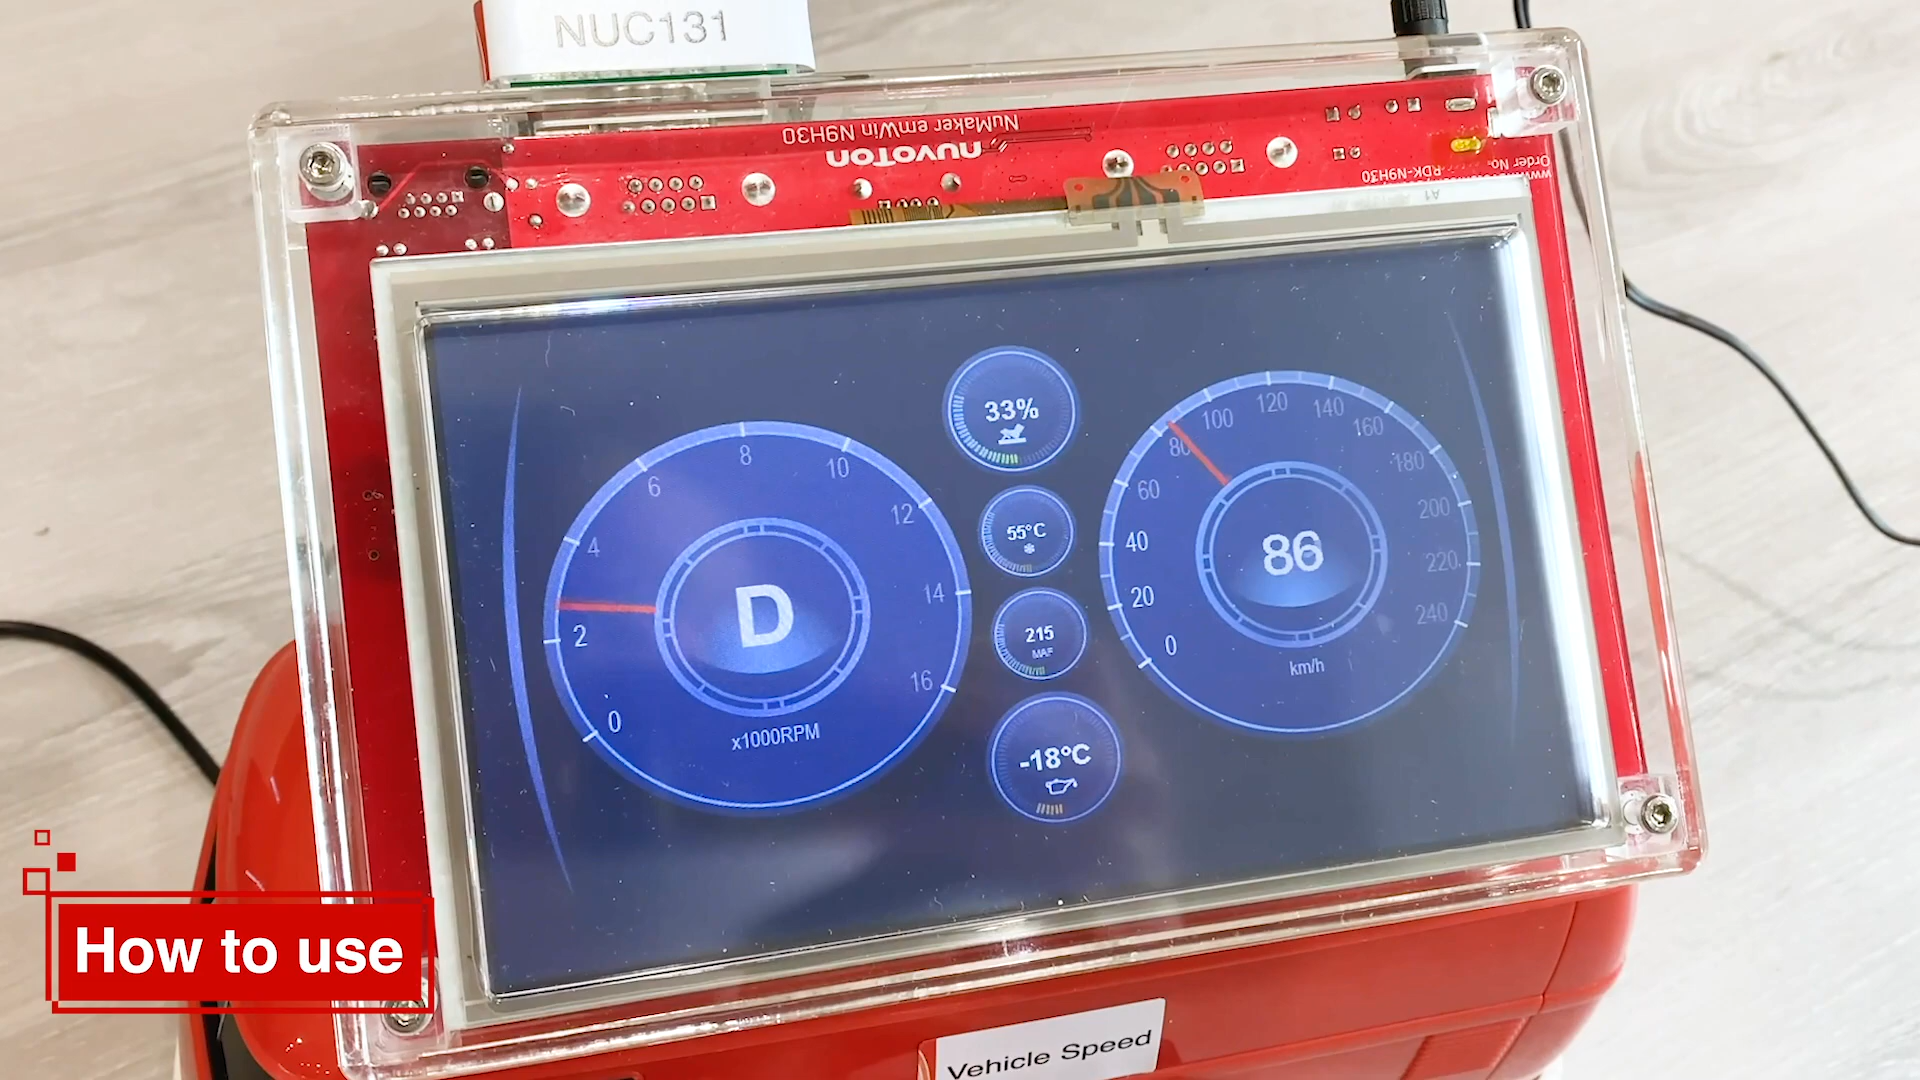 NUC131
NuMaker emWin N9H30
nuvoTon
Order No.
RDK-N9H30
A1
33%
55°C
215
MAF
-18°C
0
2
4
6
8
10
12
14
16
D
x1000RPM
0
20
40
60
80
100
120
140
160
180
200
220
240
86
km/h
How to use
Vehicle Speed